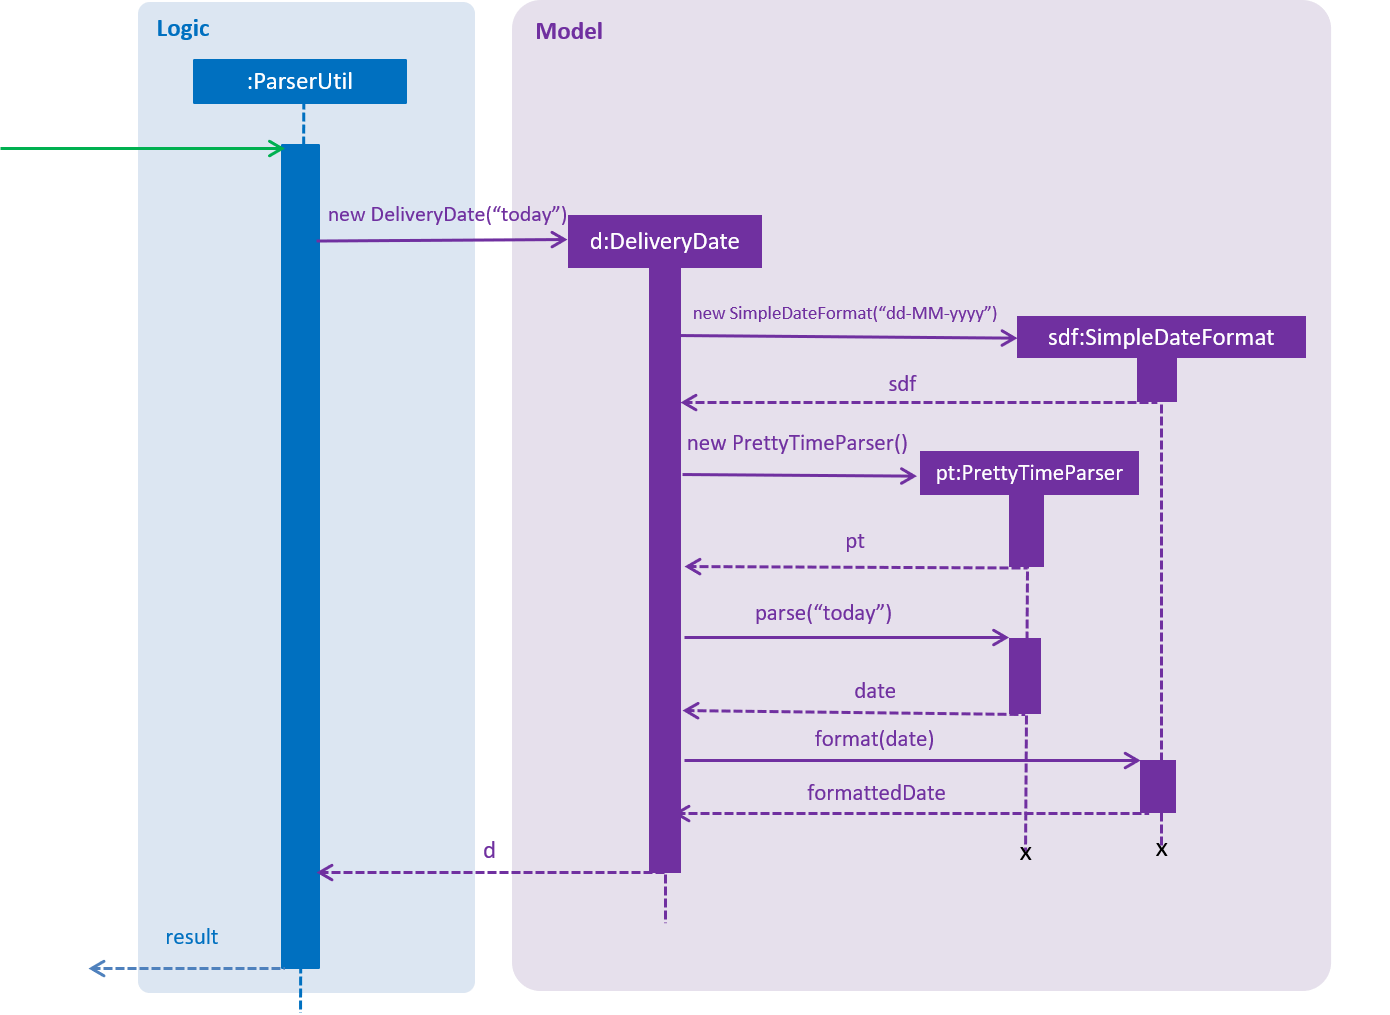 Logic
Model
:ParserUtil
new DeliveryDate(“today”)
d:DeliveryDate
new SimpleDateFormat(“dd-MM-yyyy”)
sdf:SimpleDateFormat
sdf
new PrettyTimeParser()
pt:PrettyTimeParser
pt
parse(“today”)
date
format(date)
formattedDate
d
X
X
result